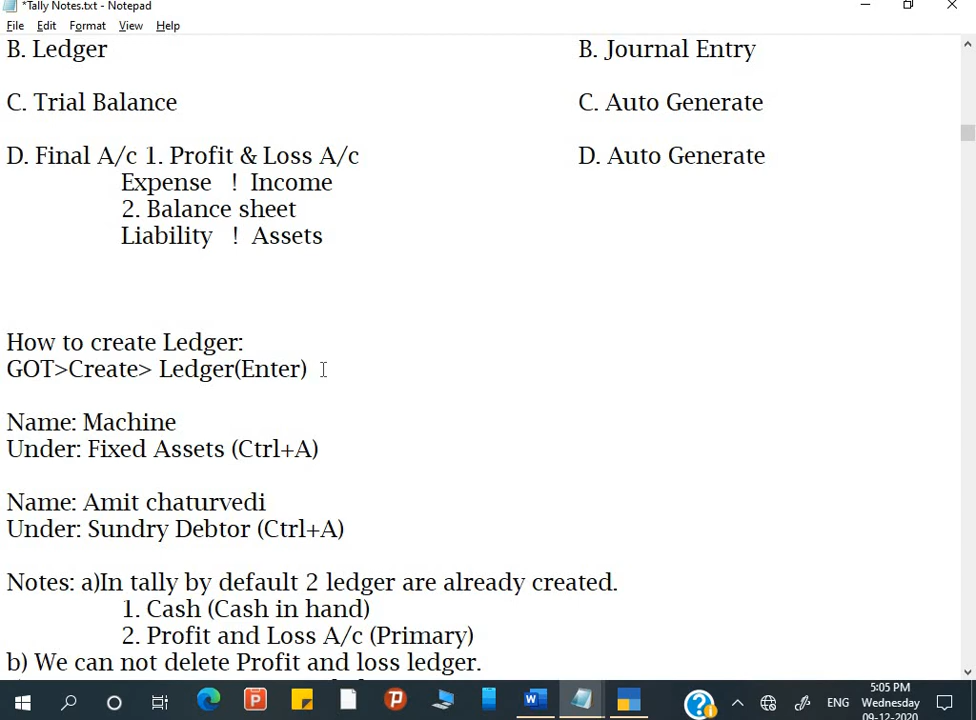 *Tally Notes.txt - Notepad
File Edit Format View Help
B. Ledger B. Journal Entry
C. Trial Balance C. Auto Generate
D. Final A/c 1. Profit & Loss A/c D. Auto Generate
Expense ! Income
2. Balance sheet
Liability ! Assets
How to create Ledger:
GOT>Create> Ledger(Enter)
Name: Machine
Under: Fixed Assets (Ctrl+A)
Name: Amit chaturvedi
Under: Sundry Debtor (Ctrl+A)
Notes: a)In tally by default 2 ledger are already created.
1. Cash (Cash in hand)
2. Profit and Loss A/c (Primary)
b) We can not delete Profit and loss ledger.
5:05 PM
ENG Wednesday
09-12-2020